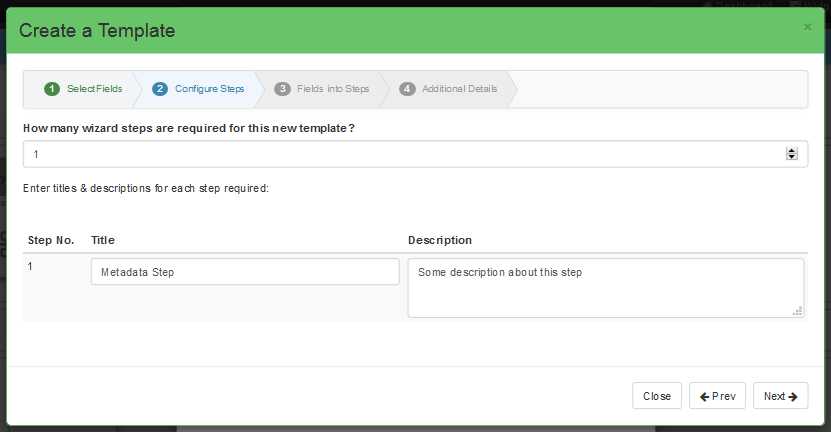 Dashboard
Create a Template
×
1 Select Fields 2 Configure Steps 3 Fields into Steps 4 Additional Details
How many wizard steps are required for this new template?
1
Enter titles & descriptions for each step required:
Step No. Title Description
1 Metadata Step Some description about this step
Close Prev Next